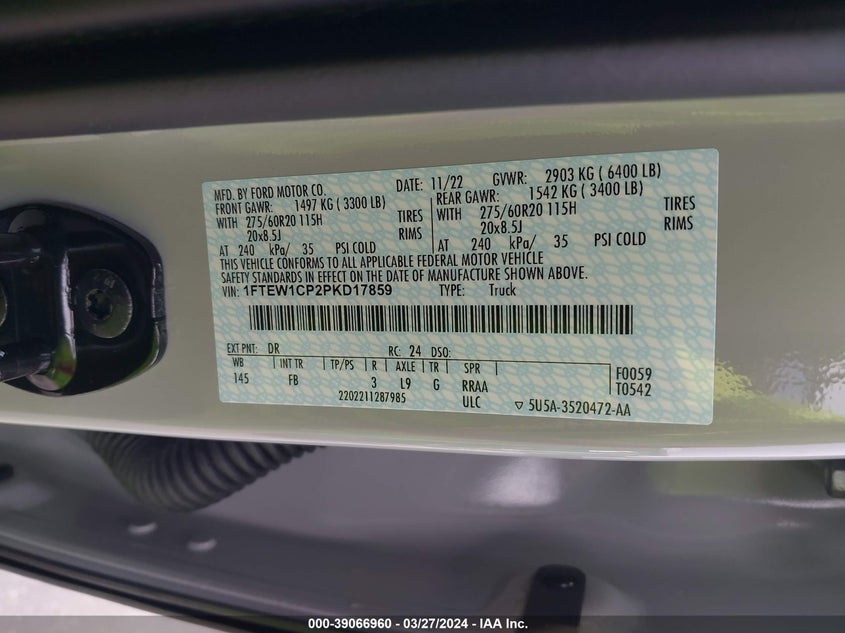 MFD. BY FORD MOTOR CO. DATE: 11/22 GVWR: 2903 KG ( 6400 LB)
FRONT GAWR: 1497 KG ( 3300 LB) REAR GAWR: 1542 KG ( 3400 LB)
WITH 275/60R20 115H TIRES WITH 275/60R20 115H TIRES
20x8.5J RIMS 20x8.5J RIMS
AT 240 kPa/ 35 PSI COLD AT 240 kPa/ 35 PSI COLD
THIS VEHICLE CONFORMS TO ALL APPLICABLE FEDERAL MOTOR VEHICLE
SAFETY STANDARDS IN EFFECT ON THE DATE OF MANUFACTURE SHOWN ABOVE.
VIN: 1FTEW1CP2PKD17859 TYPE: Truck
EXT PNT: DR RC: 24 DSO:
WB INT TR TP/PS R AXLE TR SPR F0059
145 FB 3 L9 G RRAA T0542
2202211287985 ULC ▽ 5U5A-3520472-AA
000-39066960 - 03/27/2024 - IAA Inc.